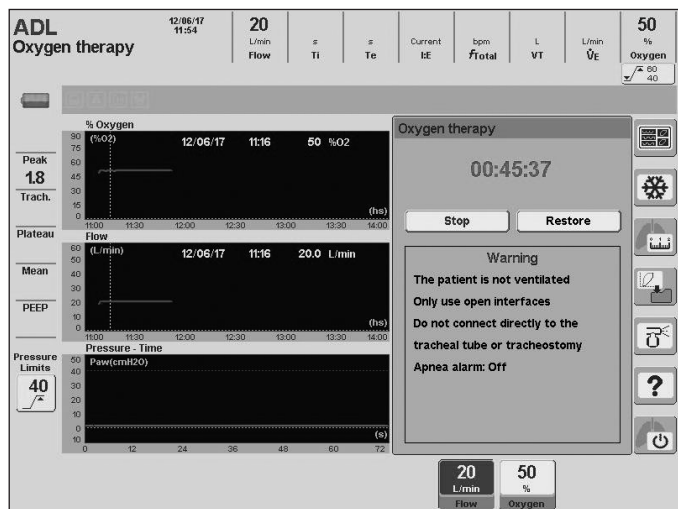 ADL
Oxygen therapy
12/06/17
11:54
20
L/min
Flow
s
Ti
s
Te
Current
I:E
bpm
fTotal
L
VT
L/min
V̇E
50
%
Oxygen
60
40
Peak
1.8
Trach.
Plateau
Mean
PEEP
Pressure
Limits
40
% Oxygen
(%O2) 12/06/17 11:16 50 %O2
90
75
60
45
30
15
0
(hs)
11:00 11:30 12:00 12:30 13:00 13:30 14:00
Flow
(L/min) 12/06/17 11:16 20.0 L/min
60
50
40
30
20
10
0
(hs)
11:00 11:30 12:00 12:30 13:00 13:30 14:00
Pressure - Time
Paw(cmH2O)
50
40
30
20
10
0
10
(s)
0 12 24 36 48 60 72
Oxygen therapy
00:45:37
Stop Restore
Warning
The patient is not ventilated
Only use open interfaces
Do not connect directly to the
tracheal tube or tracheostomy
Apnea alarm: Off
?
20
L/min
Flow
50
%
Oxygen